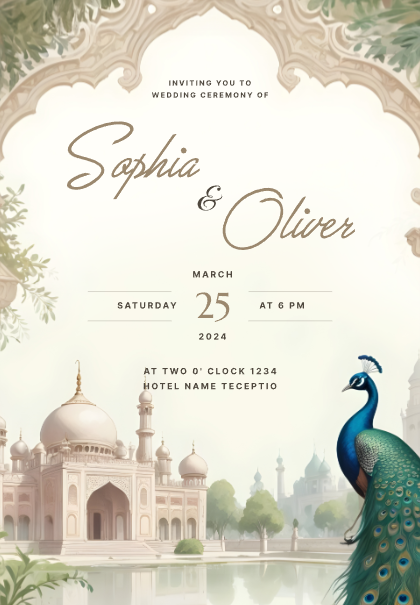 INVITING YOU TO
WEDDING CEREMONY OF
Sophia
&
Oliver
MARCH
SATURDAY 25 AT 6 PM
2024
AT TWO 0' CLOCK 1234
HOTEL NAME TECEPTIO